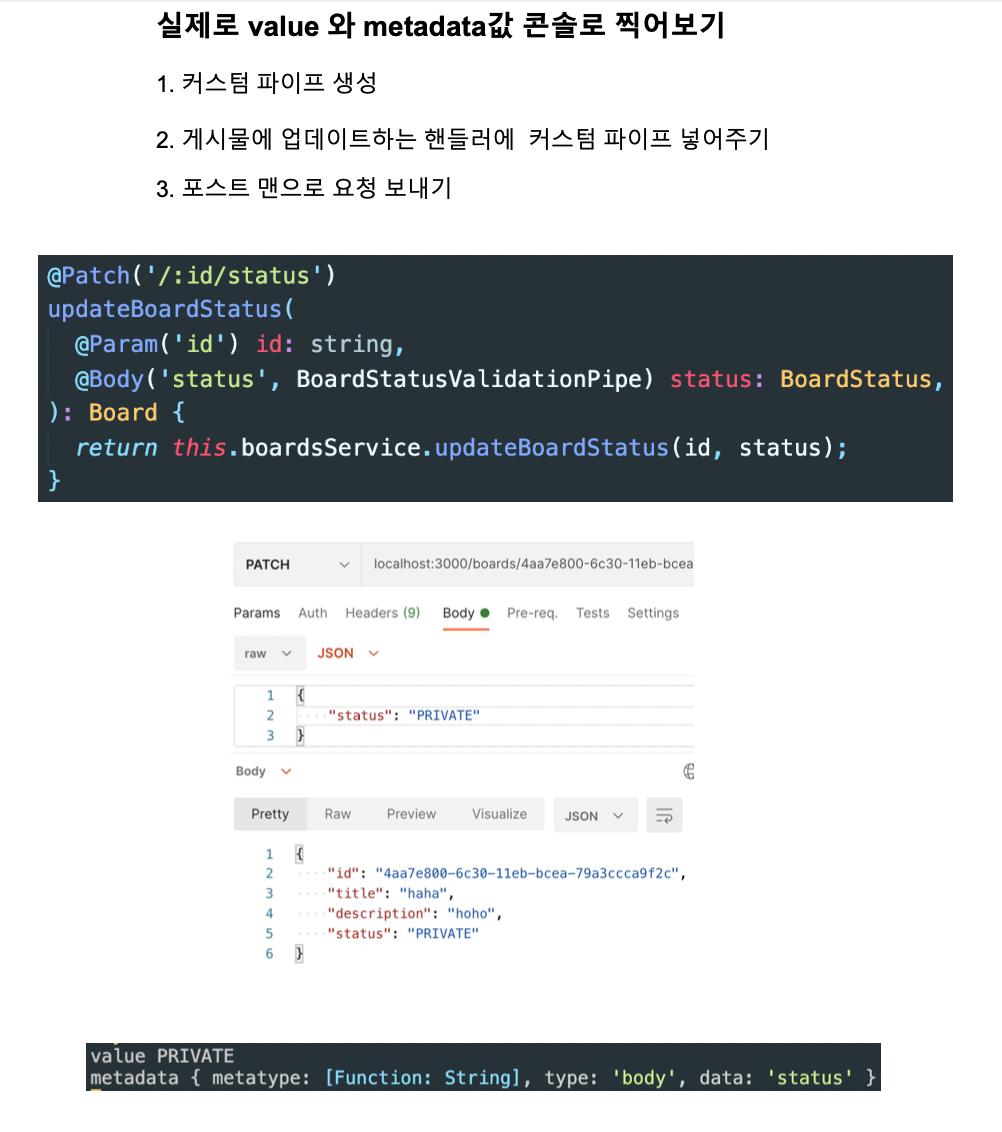 실제로 value 와 metadata값 콘솔로 찍어보기
1. 커스텀 파이프 생성
2. 게시물에 업데이트하는 핸들러에 커스텀 파이프 넣어주기
3. 포스트 맨으로 요청 보내기
@Patch('/:id/status')
updateBoardStatus(
@Param('id') id: string,
@Body('status', BoardStatusValidationPipe) status: BoardStatus,
): Board {
return this.boardsService.updateBoardStatus(id, status);
}
PATCH localhost:3000/boards/4aa7e800-6c30-11eb-bcea
Params Auth Headers (9) Body Pre-req. Tests Settings
raw JSON
1 {
2 "status": "PRIVATE"
3 }
Body
Pretty Raw Preview Visualize JSON
1 {
2 "id": "4aa7e800-6c30-11eb-bcea-79a3ccca9f2c",
3 "title": "haha",
4 "description": "hoho",
5 "status": "PRIVATE"
6 }
value PRIVATE
metadata { metatype: [Function: String], type: 'body', data: 'status' }